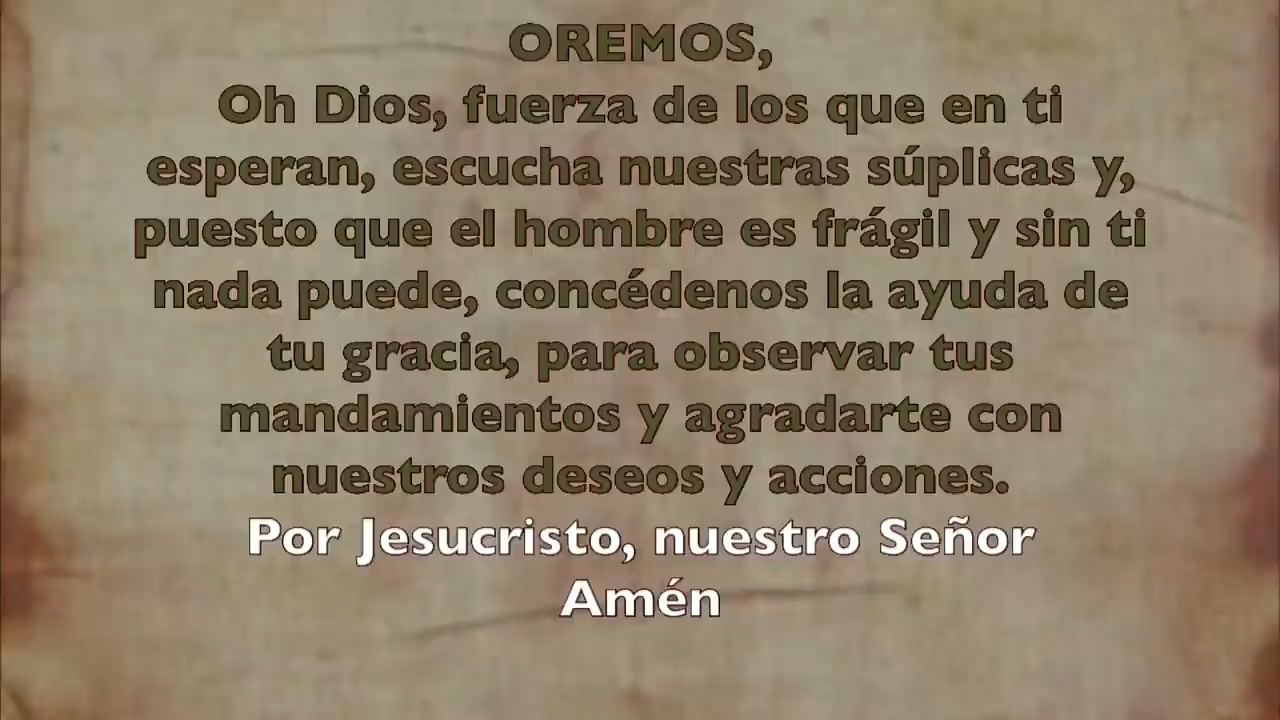 OREMOS,
Oh Dios, fuerza de los que en ti
esperan, escucha nuestras súplicas y,
puesto que el hombre es frágil y sin ti
nada puede, concédenos la ayuda de
tu gracia, para observar tus
mandamientos y agradarte con
nuestros deseos y acciones.
Por Jesucristo, nuestro Señor
Amén